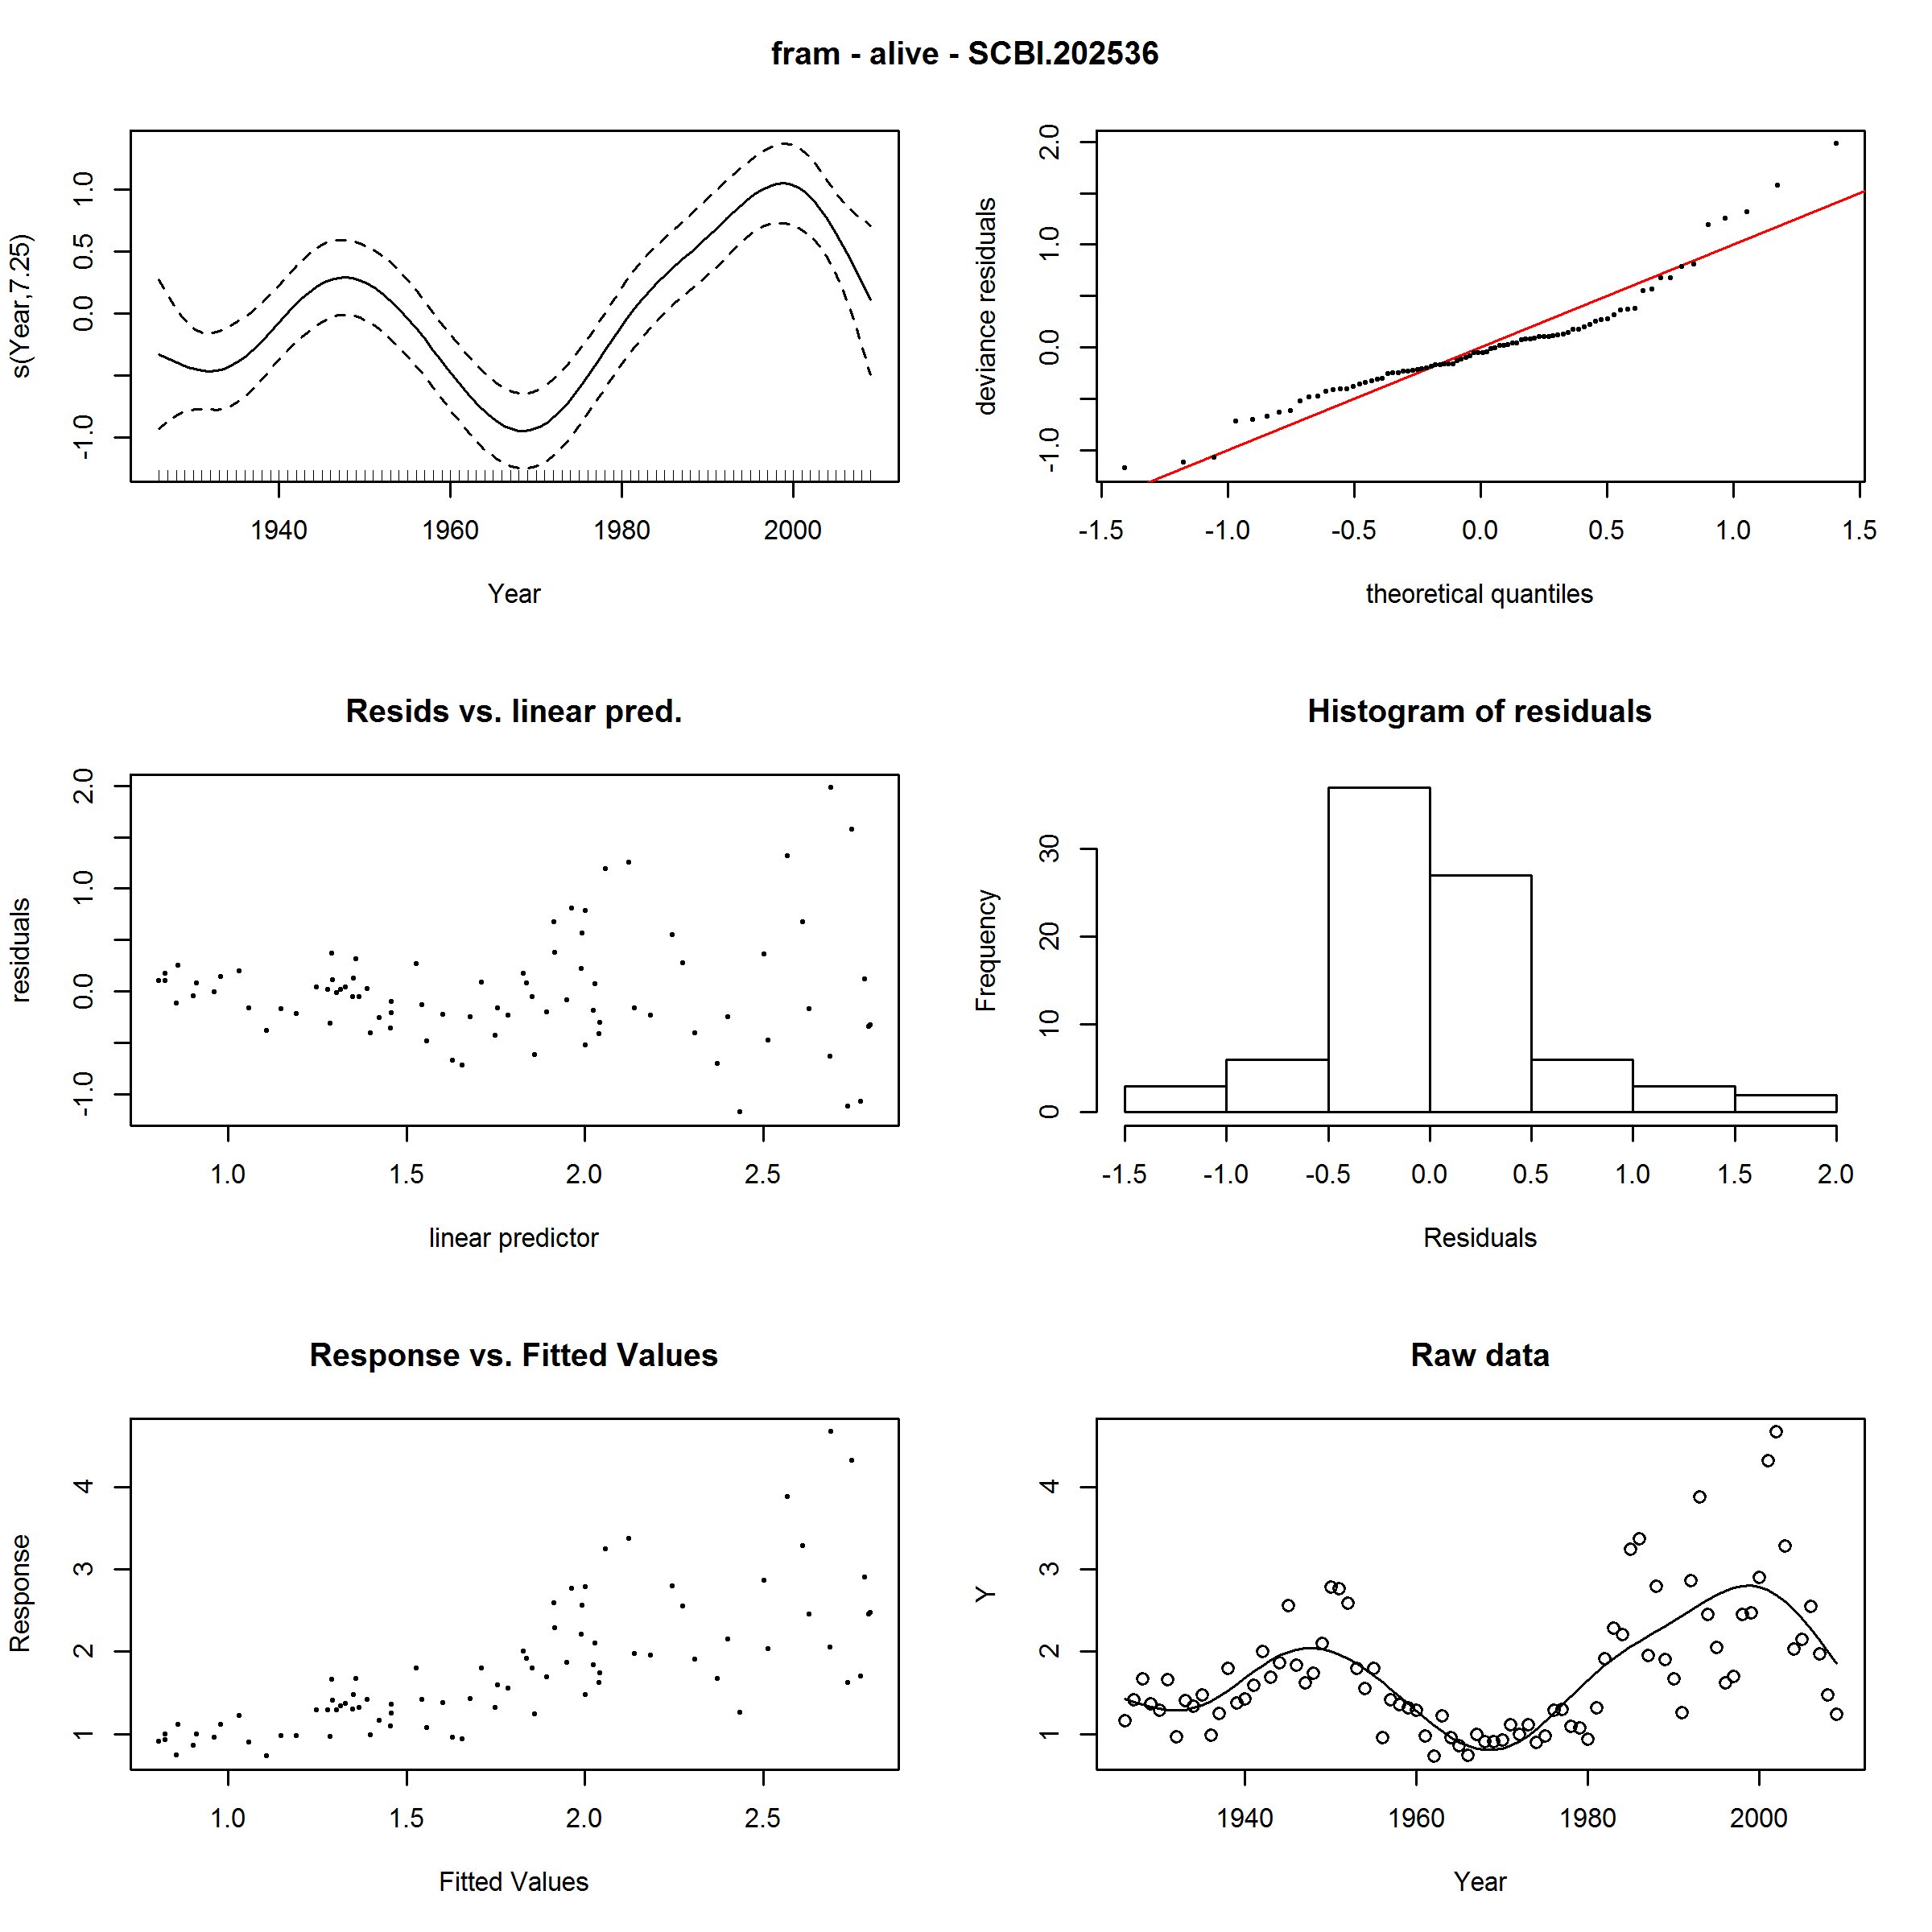 fram - alive - SCBI.202536
s(Year,7.25)
-1.0 0.0 0.5 1.0
1940 1960 1980 2000
Year
deviance residuals
-1.0 0.0 1.0 2.0
-1.5 -1.0 -0.5 0.0 0.5 1.0 1.5
theoretical quantiles
Resids vs. linear pred.
residuals
-1.0 0.0 1.0 2.0
1.0 1.5 2.0 2.5
linear predictor
Histogram of residuals
Frequency
0 10 20 30
-1.5 -1.0 -0.5 0.0 0.5 1.0 1.5 2.0
Residuals
Response vs. Fitted Values
Response
1 2 3 4
1.0 1.5 2.0 2.5
Fitted Values
Raw data
Y
1 2 3 4
1940 1960 1980 2000
Year